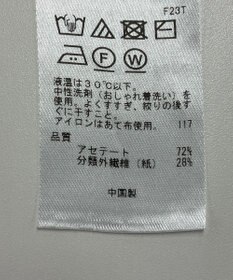 F23T
F
W
液温は30℃以下。
中性洗剤(おしゃれ着洗い)を
使用。よくすすぎ、絞りの後す
ぐに干すこと。
アイロンはあて布使用。 117
品質
アセテート 72%
分類外繊維(紙) 28%
中国製